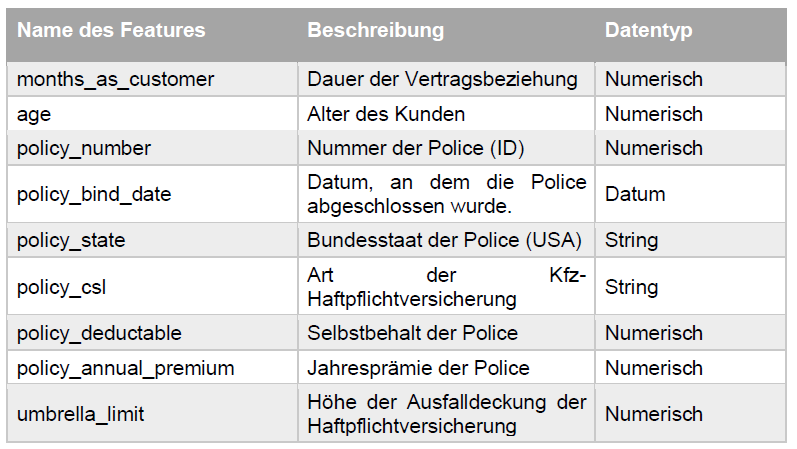 Name des Features Beschreibung Datentyp
months_as_customer Dauer der Vertragsbeziehung Numerisch
age Alter des Kunden Numerisch
policy_number Nummer der Police (ID) Numerisch
policy_bind_date Datum, an dem die Police Datum
abgeschlossen wurde.
policy_state Bundesstaat der Police (USA) String
policy_csl Art der Kfz- String
Haftpflichtversicherung
policy_deductable Selbstbehalt der Police Numerisch
policy_annual_premium Jahresprämie der Police Numerisch
umbrella_limit Höhe der Ausfalldeckung der Numerisch
Haftpflichtversicherung